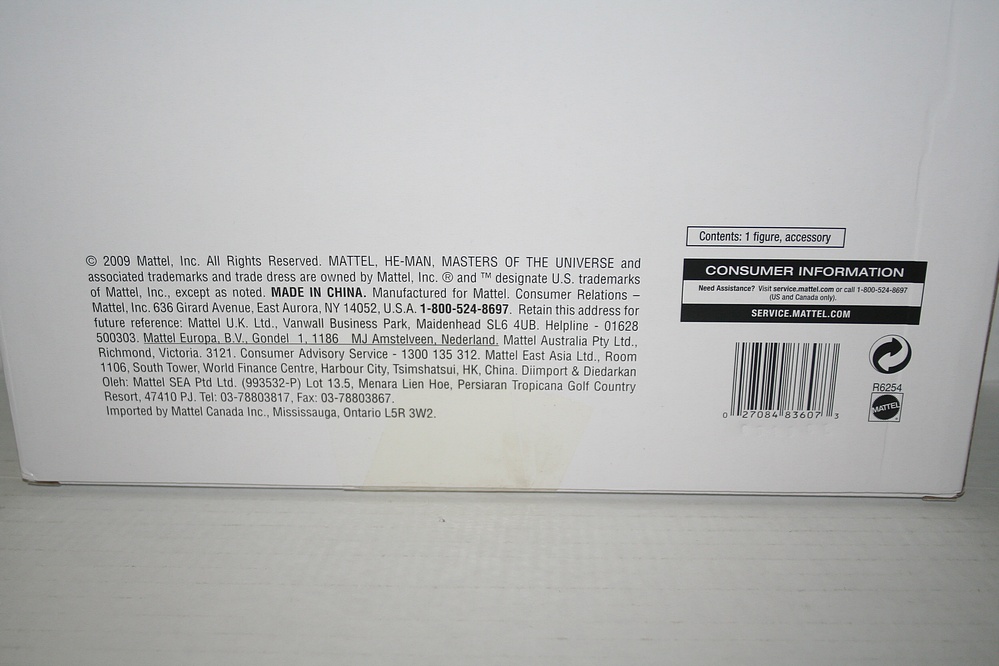 © 2009 Mattel, Inc. All Rights Reserved. MATTEL, HE-MAN, MASTERS OF THE UNIVERSE and
associated trademarks and trade dress are owned by Mattel, Inc. ® and ™ designate U.S. trademarks
of Mattel, Inc., except as noted. MADE IN CHINA. Manufactured for Mattel. Consumer Relations –
Mattel, Inc. 636 Girard Avenue, East Aurora, NY 14052, U.S.A. 1-800-524-8697. Retain this address for
future reference: Mattel U.K. Ltd., Vanwall Business Park, Maidenhead SL6 4UB. Helpline - 01628
500303. Mattel Europa, B.V., Gondel 1, 1186 MJ Amstelveen, Nederland. Mattel Australia Pty Ltd.,
Richmond, Victoria. 3121. Consumer Advisory Service - 1300 135 312. Mattel East Asia Ltd., Room
1106, South Tower, World Finance Centre, Harbour City, Tsimshatsui, HK, China. Diimport & Diedarkan
Oleh: Mattel SEA Ptd Ltd. (993532-P) Lot 13.5, Menara Lien Hoe, Persiaran Tropicana Golf Country
Resort, 47410 PJ. Tel: 03-78803817, Fax: 03-78803867.
Imported by Mattel Canada Inc., Mississauga, Ontario L5R 3W2.
Contents: 1 figure, accessory
CONSUMER INFORMATION
Need Assistance? Visit service.mattel.com or call 1-800-524-8697
(US and Canada only).
SERVICE.MATTEL.COM
0 27084 83607 3
R6254
MATTEL